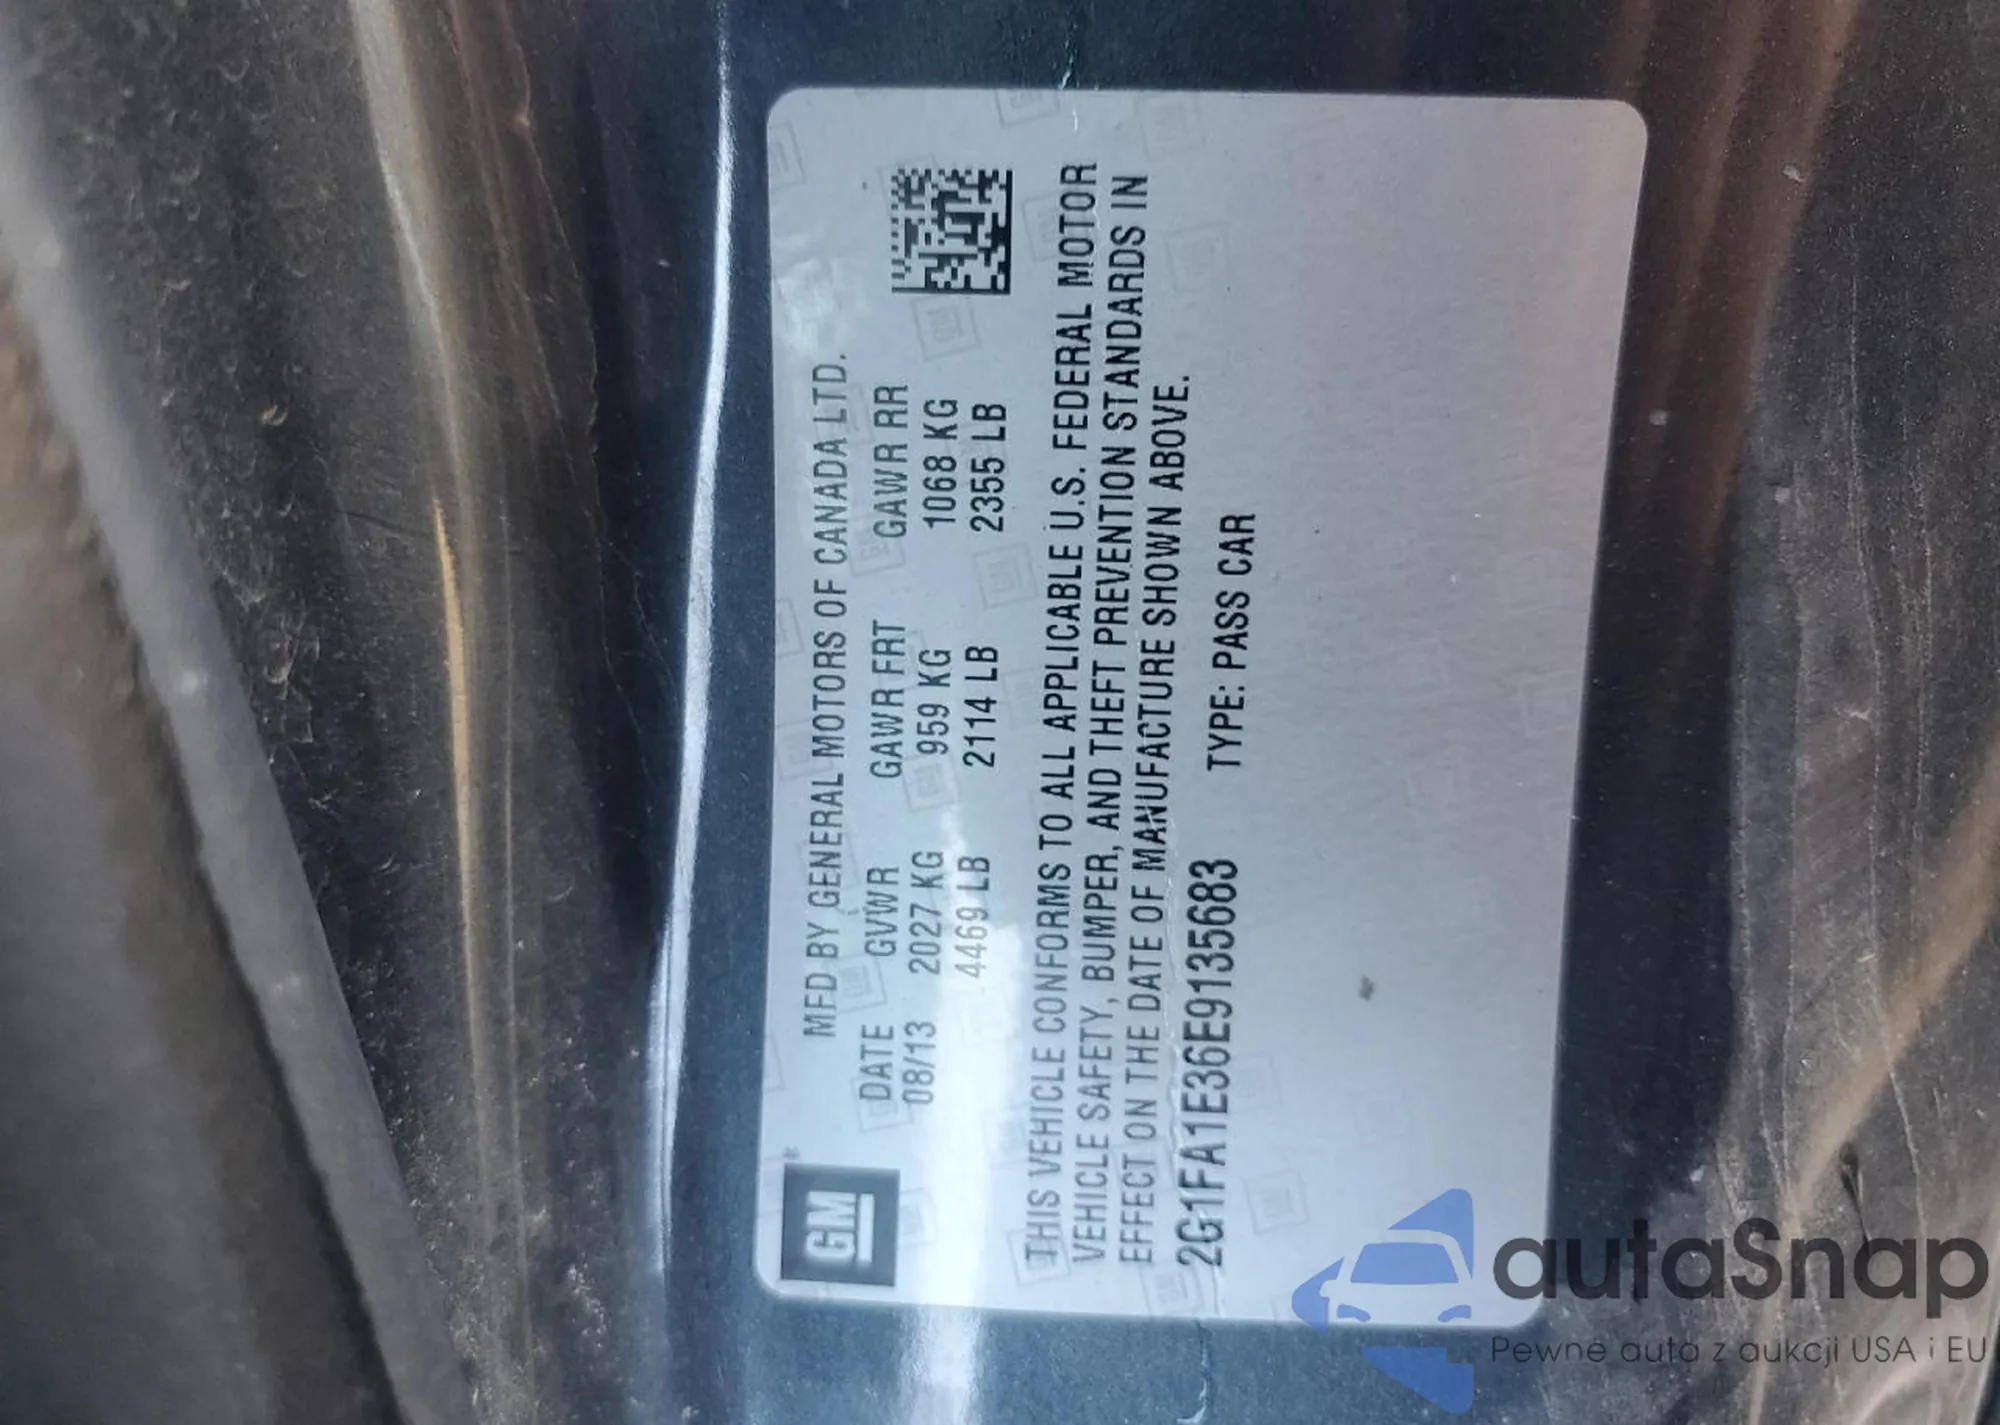 GM
MFD BY GENERAL MOTORS OF CANADA LTD.
DATE GVWR GAWR FRT GAWR RR
08/13 2027 KG 959 KG 1068 KG
4469 LB 2114 LB 2355 LB
THIS VEHICLE CONFORMS TO ALL APPLICABLE U.S. FEDERAL MOTOR
VEHICLE SAFETY, BUMPER, AND THEFT PREVENTION STANDARDS IN
EFFECT ON THE DATE OF MANUFACTURE SHOWN ABOVE.
2G1FA1E36E9135683 TYPE: PASS CAR
autaSnap
Pewne auta z aukcji USA i EU